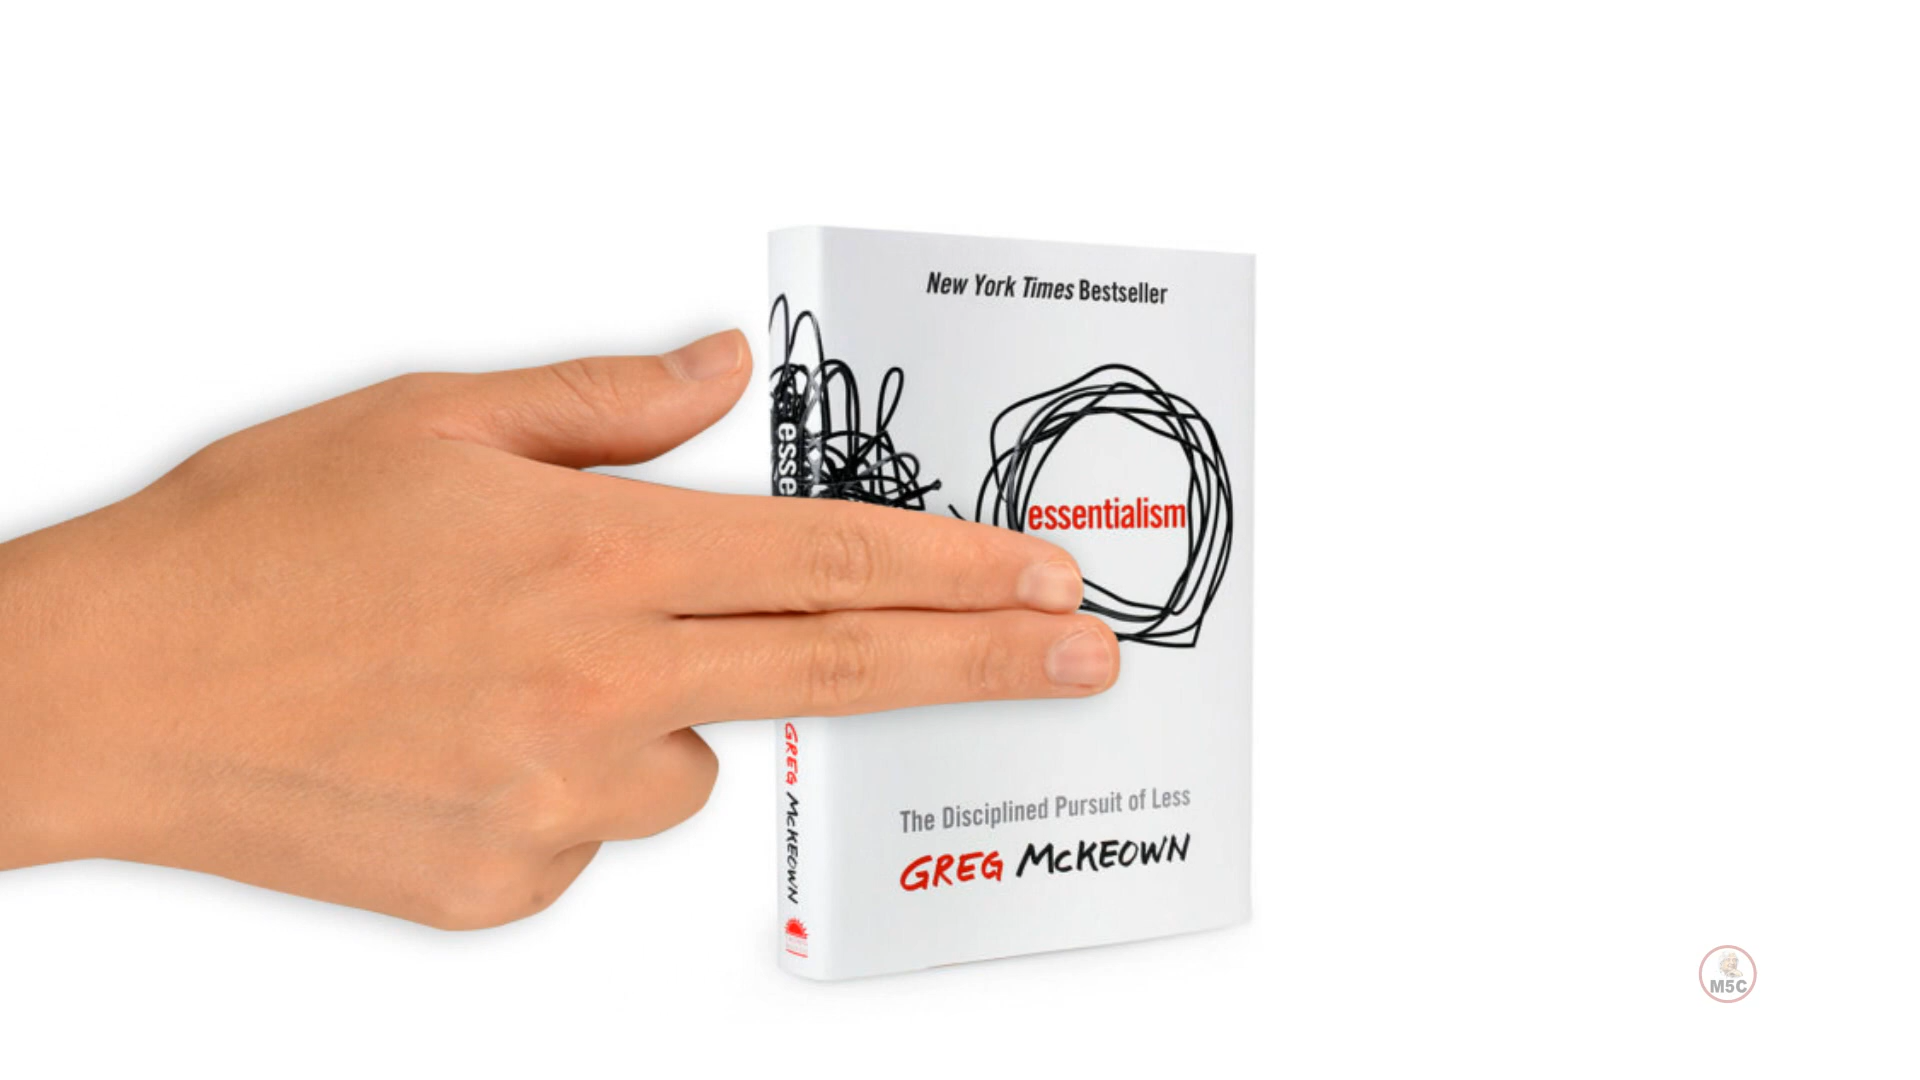 New York Times Bestseller
esse
essentialism
The Disciplined Pursuit of Less
GREG McKEOWN
GREG McKEOWN
M5C